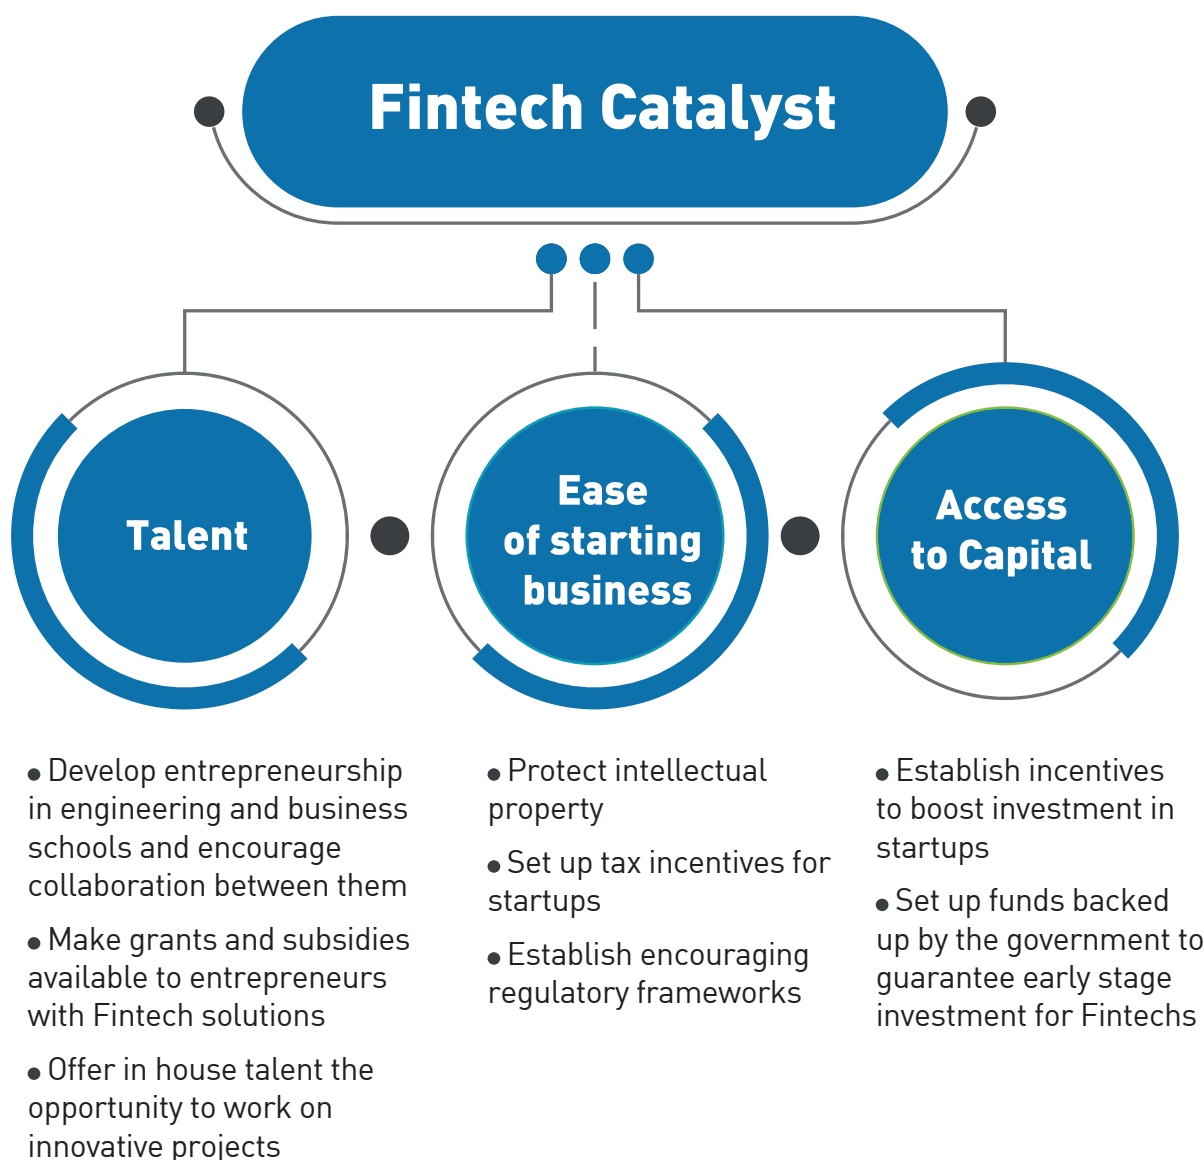 Fintech Catalyst
Talent
Ease
of starting
business
Access
to Capital
• Develop entrepreneurship
in engineering and business
schools and encourage
collaboration between them
• Make grants and subsidies
available to entrepreneurs
with Fintech solutions
• Offer in house talent the
opportunity to work on
innovative projects
• Protect intellectual
property
• Set up tax incentives for
startups
• Establish encouraging
regulatory frameworks
• Establish incentives
to boost investment in
startups
• Set up funds backed
up by the government to
guarantee early stage
investment for Fintechs